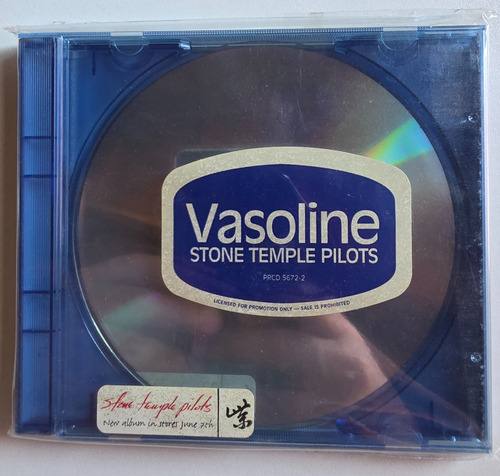 Vasoline
STONE TEMPLE PILOTS
PRCD 5672-2
LICENSED FOR PROMOTION ONLY — SALE IS PROHIBITED
stone temple pilots
New album in stores June 7th
紫